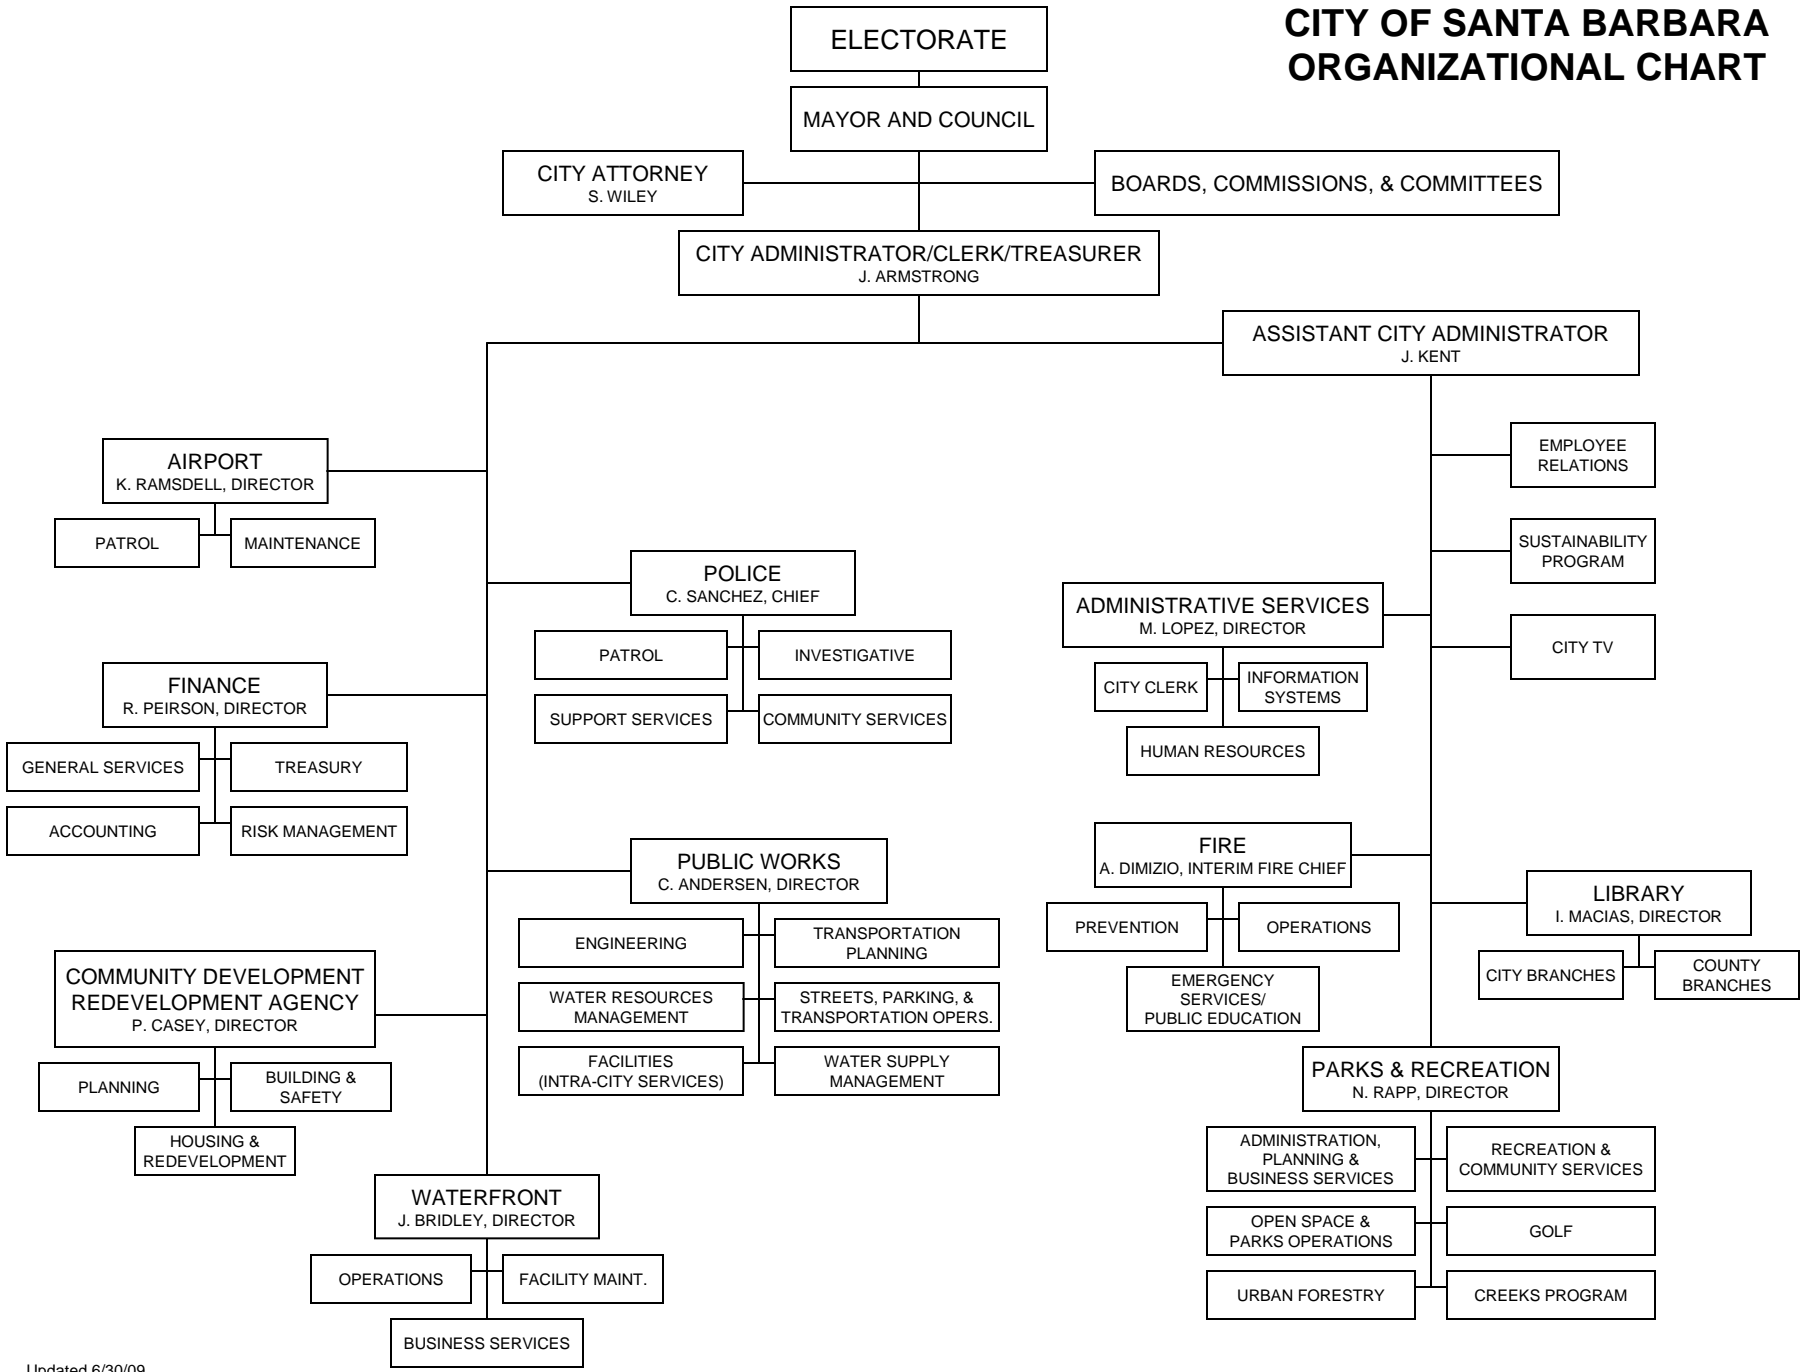 CITY OF SANTA BARBARA
ORGANIZATIONAL CHART
ELECTORATE
MAYOR AND COUNCIL
CITY ATTORNEY
S. WILEY
BOARDS, COMMISSIONS, & COMMITTEES
CITY ADMINISTRATOR/CLERK/TREASURER
J. ARMSTRONG
ASSISTANT CITY ADMINISTRATOR
J. KENT
AIRPORT
K. RAMSDELL, DIRECTOR
PATROL
MAINTENANCE
POLICE
C. SANCHEZ, CHIEF
PATROL
INVESTIGATIVE
SUPPORT SERVICES
COMMUNITY SERVICES
FINANCE
R. PEIRSON, DIRECTOR
GENERAL SERVICES
TREASURY
ACCOUNTING
RISK MANAGEMENT
PUBLIC WORKS
C. ANDERSEN, DIRECTOR
ENGINEERING
TRANSPORTATION
PLANNING
WATER RESOURCES
MANAGEMENT
STREETS, PARKING, &
TRANSPORTATION OPERS.
FACILITIES
(INTRA-CITY SERVICES)
WATER SUPPLY
MANAGEMENT
COMMUNITY DEVELOPMENT
REDEVELOPMENT AGENCY
P. CASEY, DIRECTOR
PLANNING
BUILDING &
SAFETY
HOUSING &
REDEVELOPMENT
WATERFRONT
J. BRIDLEY, DIRECTOR
OPERATIONS
FACILITY MAINT.
BUSINESS SERVICES
EMPLOYEE
RELATIONS
SUSTAINABILITY
PROGRAM
CITY TV
ADMINISTRATIVE SERVICES
M. LOPEZ, DIRECTOR
CITY CLERK
INFORMATION
SYSTEMS
HUMAN RESOURCES
FIRE
A. DIMIZIO, INTERIM FIRE CHIEF
PREVENTION
OPERATIONS
EMERGENCY
SERVICES/
PUBLIC EDUCATION
LIBRARY
I. MACIAS, DIRECTOR
CITY BRANCHES
COUNTY
BRANCHES
PARKS & RECREATION
N. RAPP, DIRECTOR
ADMINISTRATION,
PLANNING &
BUSINESS SERVICES
RECREATION &
COMMUNITY SERVICES
OPEN SPACE &
PARKS OPERATIONS
GOLF
URBAN FORESTRY
CREEKS PROGRAM
Updated 6/30/09